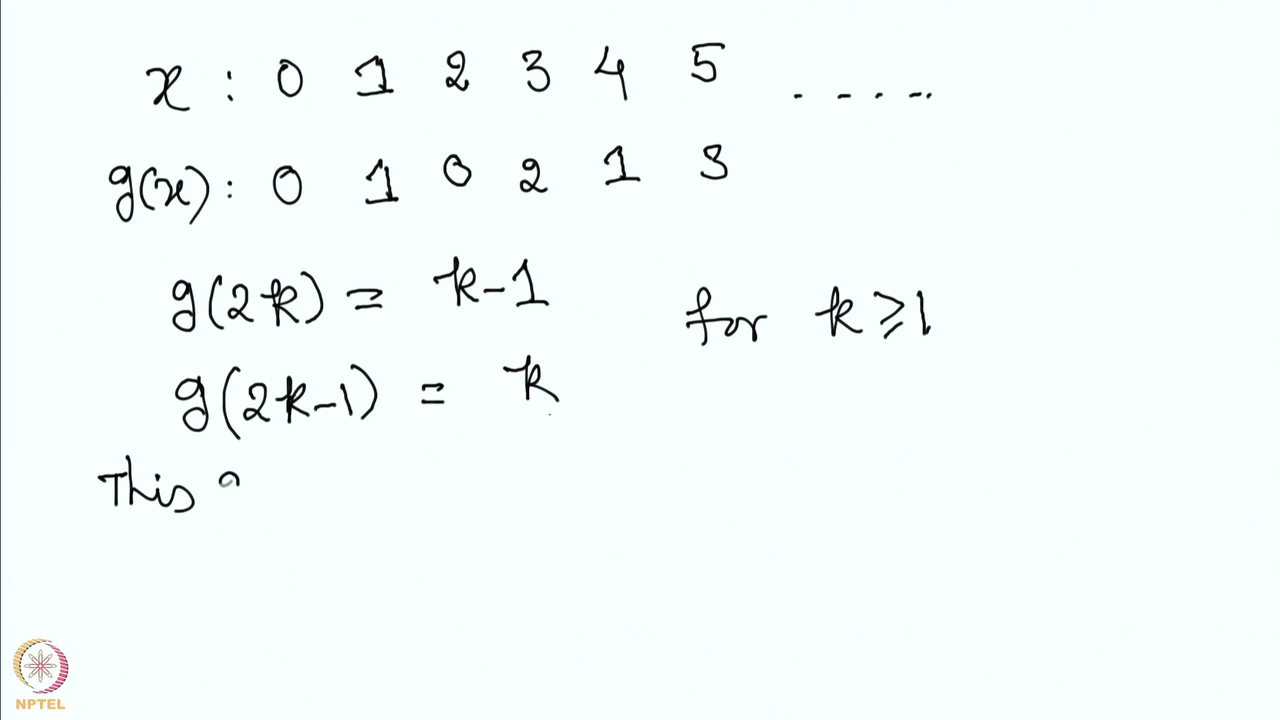 x : 0 1 2 3 4 5 .....
g(x) : 0 1 0 2 1 3
g(2k) = k-1
for k ≥ 1
g(2k-1) = k
This
NPTEL